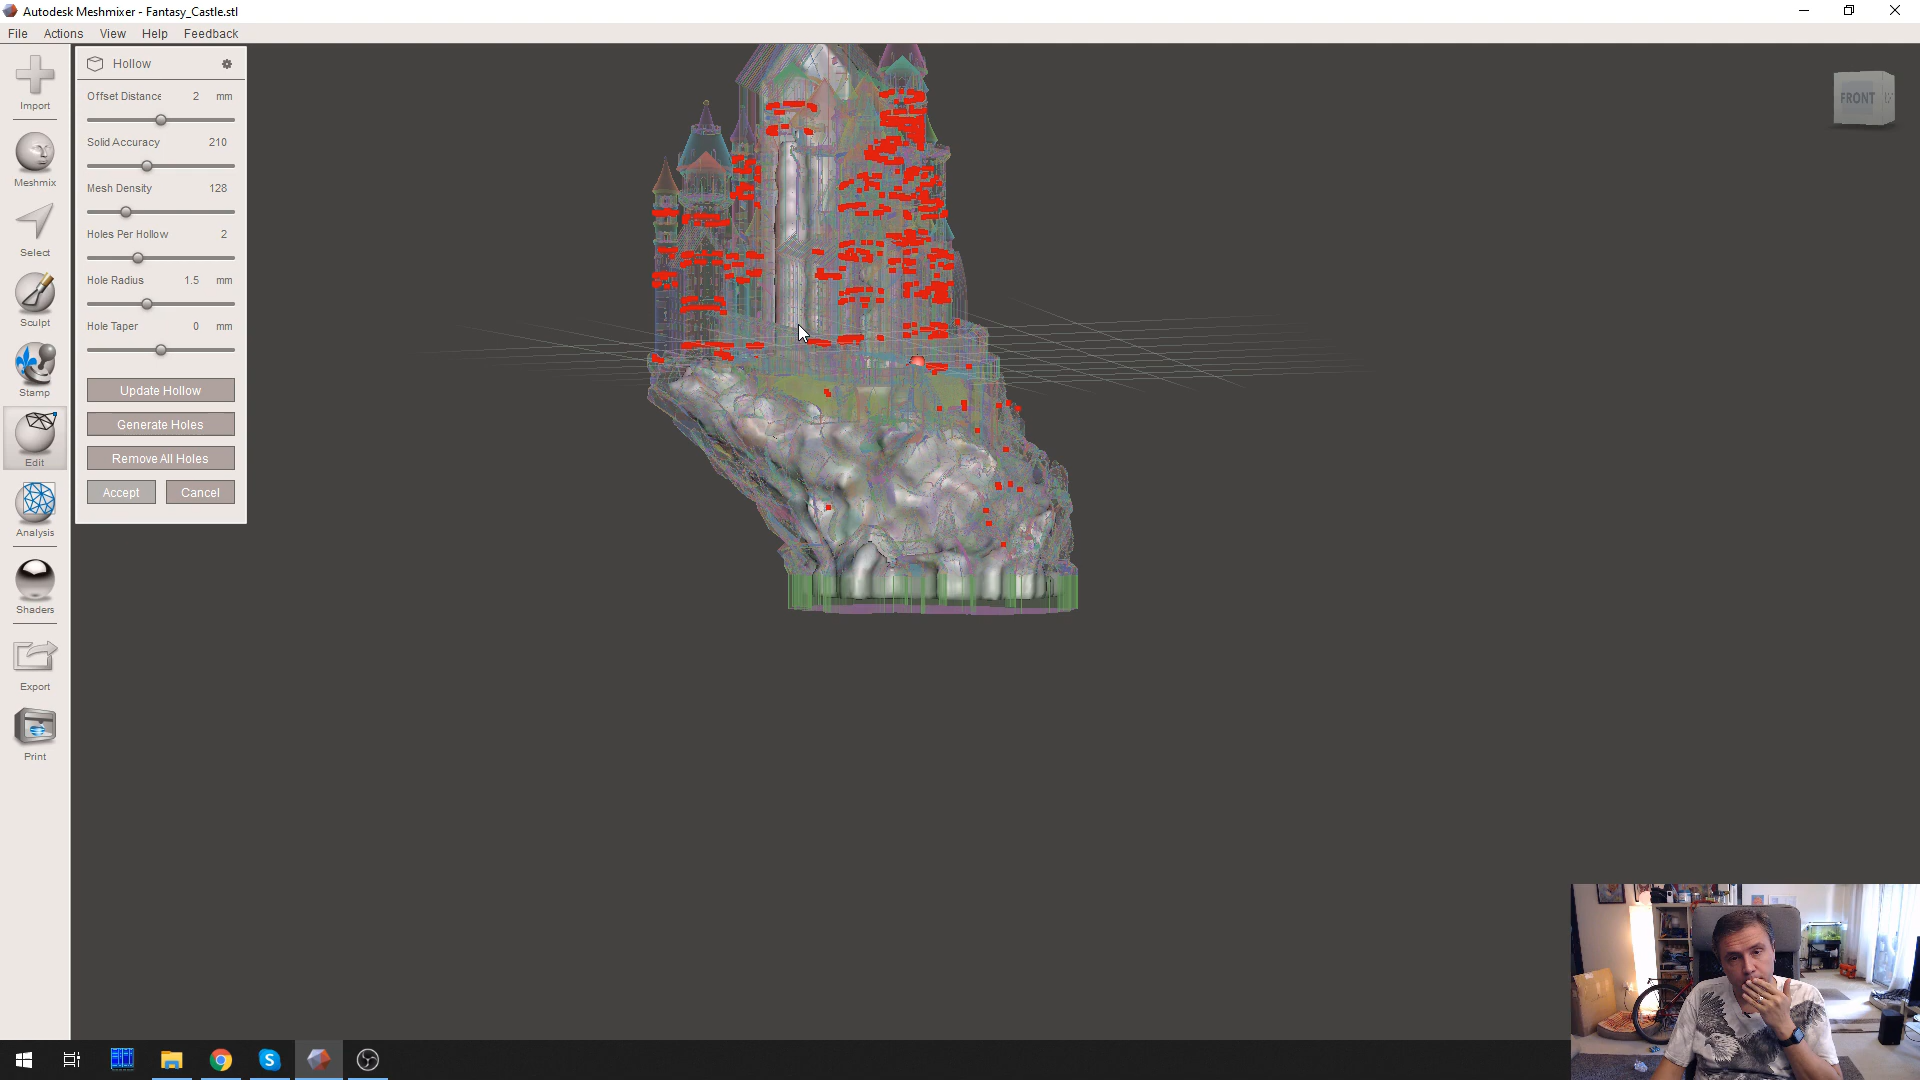 Autodesk Meshmixer - Fantasy_Castle.stl
File Actions View Help Feedback
Import
Meshmix
Select
Sculpt
Stamp
Edit
Analysis
Shaders
Export
Print
Hollow
Offset Distance 2 mm
Solid Accuracy 210
Mesh Density 128
Holes Per Hollow 2
Hole Radius 1.5 mm
Hole Taper 0 mm
Update Hollow
Generate Holes
Remove All Holes
Accept Cancel
FRONT